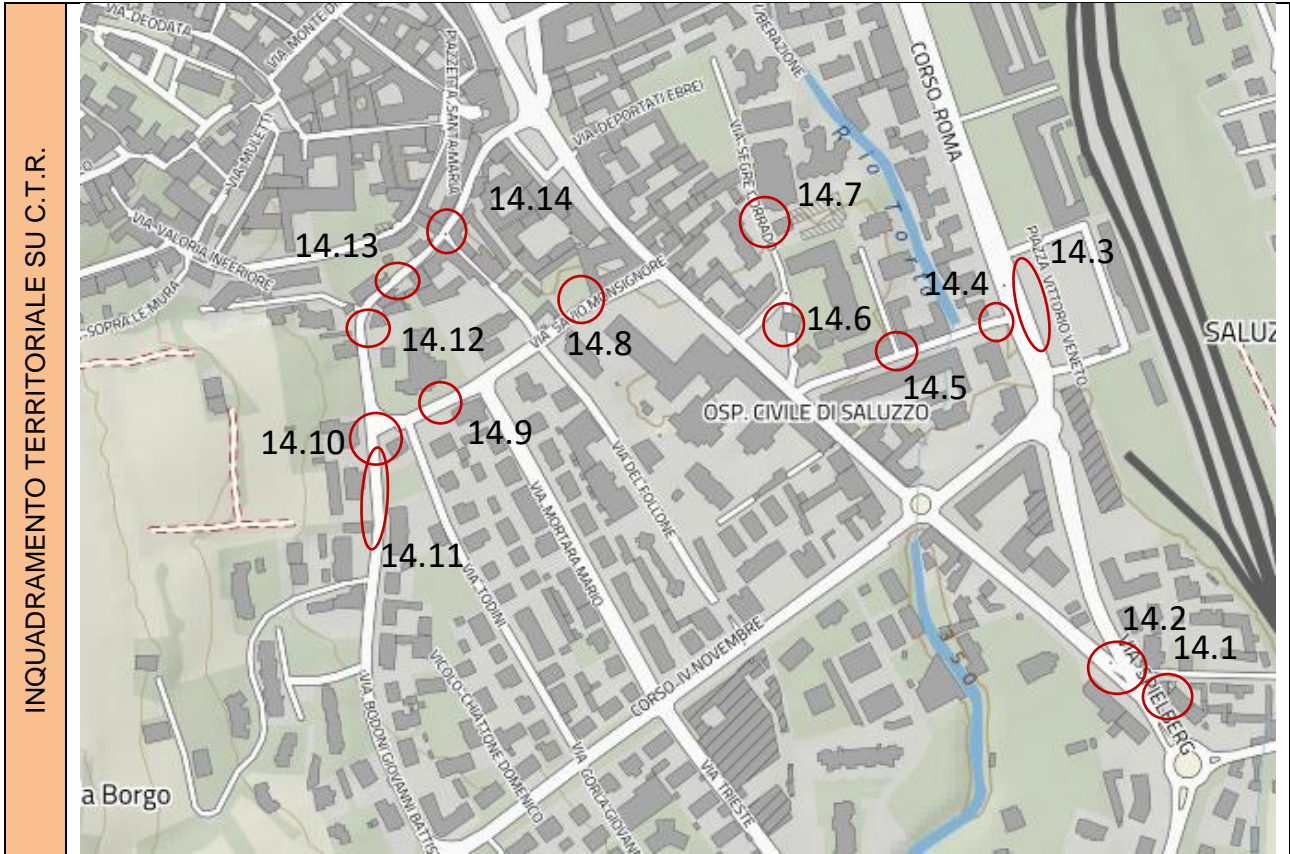 INQUADRAMENTO TERRITORIALE SU C.T.R.
VIA DEODATA
VIA MONTE DI
PIAZZETTA SANTA MARIA
LIBERAZIONE
CORSO ROMA
VIA DEPORTATI EBREI
VIA MULETTI
VIA SEGRE CORRADO
Rio Torto
14.14
14.7
VIA VALORIA INFERIORE
14.13
PIAZZA VITTORIO VENETO
14.3
14.4
SOPRA LE MURA
VIA SAVIO MONSIGNORE
14.6
14.12
14.8
SALUZ
14.5
OSP. CIVILE DI SALUZZO
14.9
14.10
VIA DEL FOLLONE
VIA MORTARA MARIO
14.11
VIA TODINI
350
14.2
14.1
VIA SPIELBERG
CORSO IV NOVEMBRE
VICOLO CHIATTONE DOMENICO
VIA BODONI GIOVANNI BATTIS
VIA GORLA GIOVANN
VIA TRIESTE
a Borgo